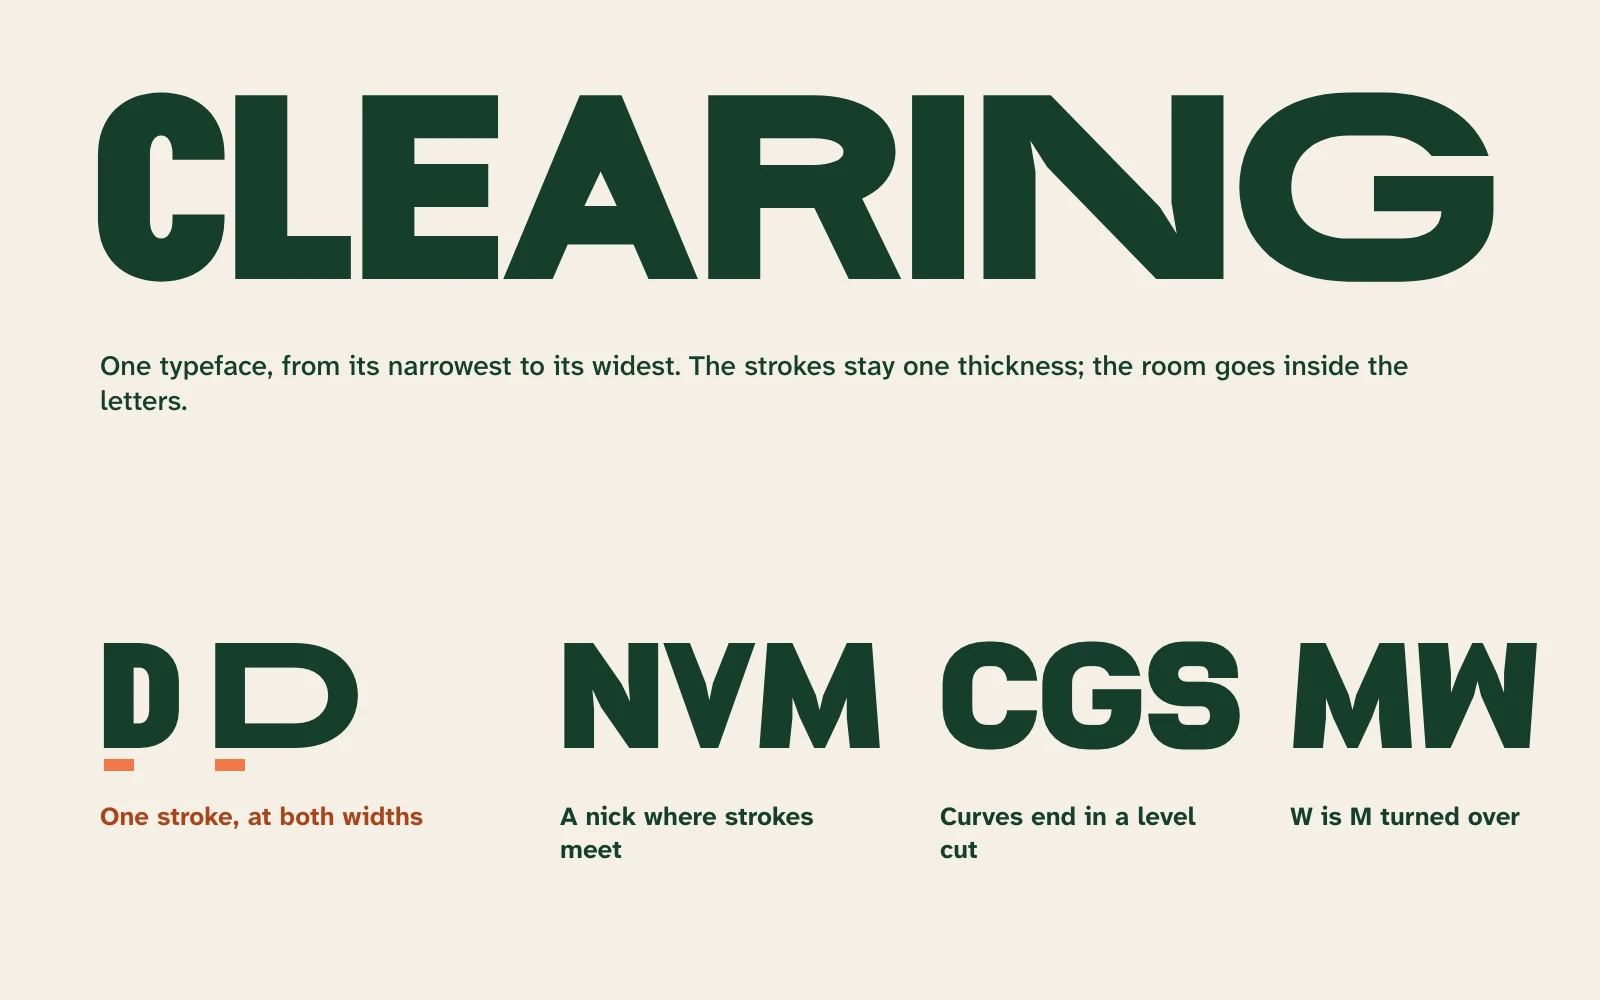 CLEARING
One typeface, from its narrowest to its widest. The strokes stay one thickness; the room goes inside the
letters.
D D
One stroke, at both widths
NVM
A nick where strokes
meet
CGS
Curves end in a level
cut
MW
W is M turned over